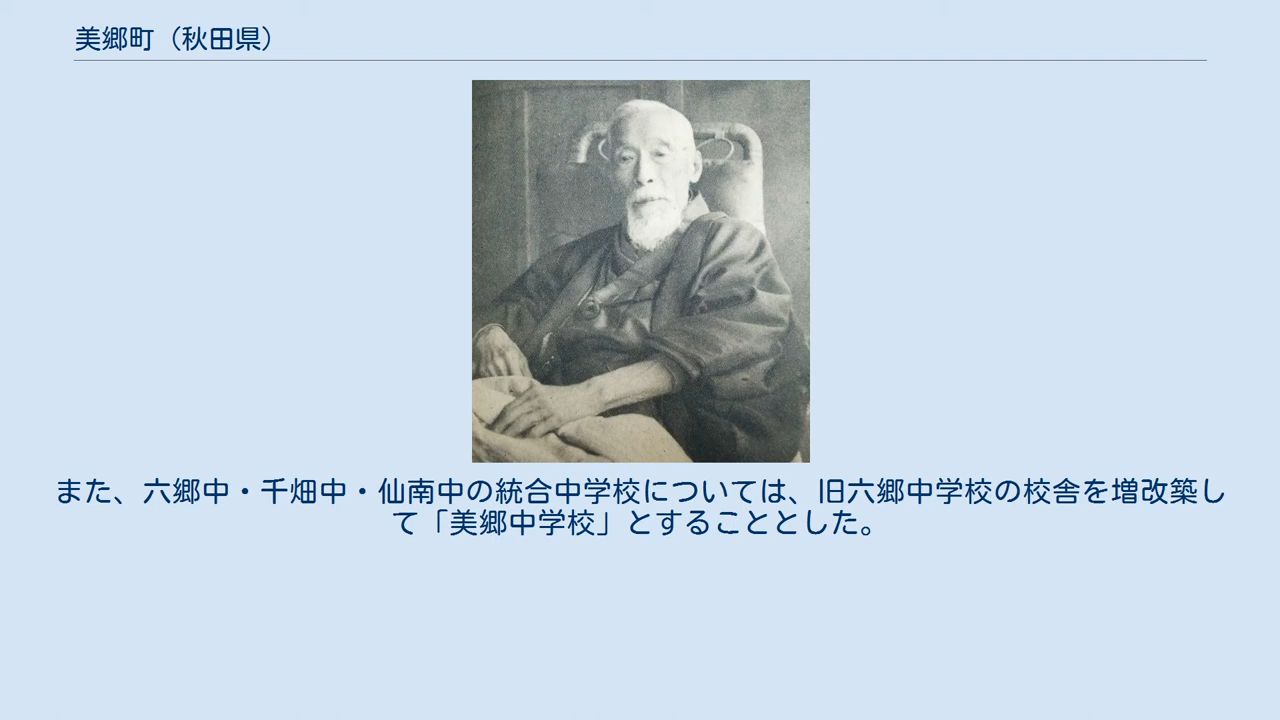 美郷町（秋田県）
また、六郷中・千畑中・仙南中の統合中学校については、旧六郷中学校の校舎を増改築し
て「美郷中学校」とすることとした。